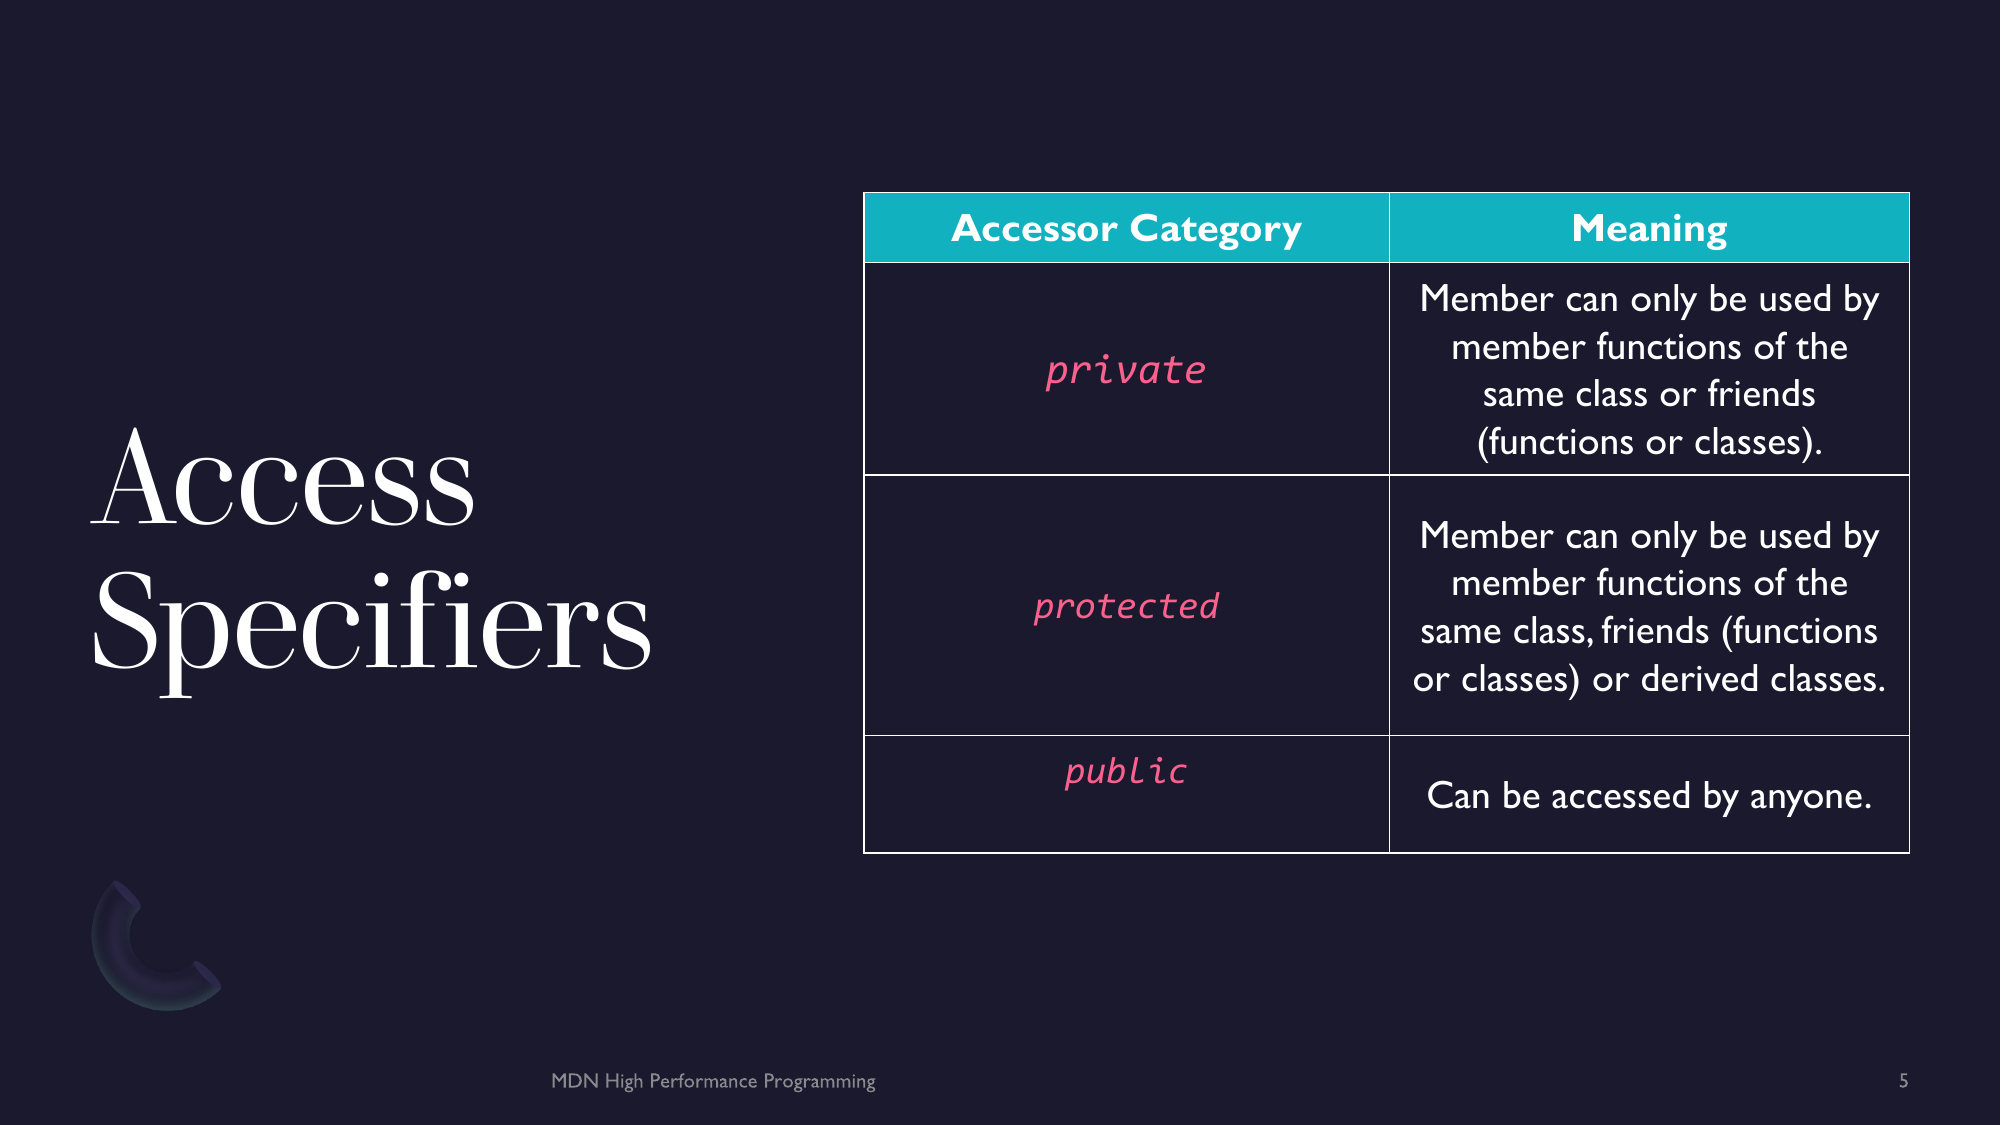 Access
Specifiers
Accessor Category
Meaning
private
Member can only be used by
member functions of the
same class or friends
(functions or classes).
protected
Member can only be used by
member functions of the
same class, friends (functions
or classes) or derived classes.
public
Can be accessed by anyone.
MDN High Performance Programming
5